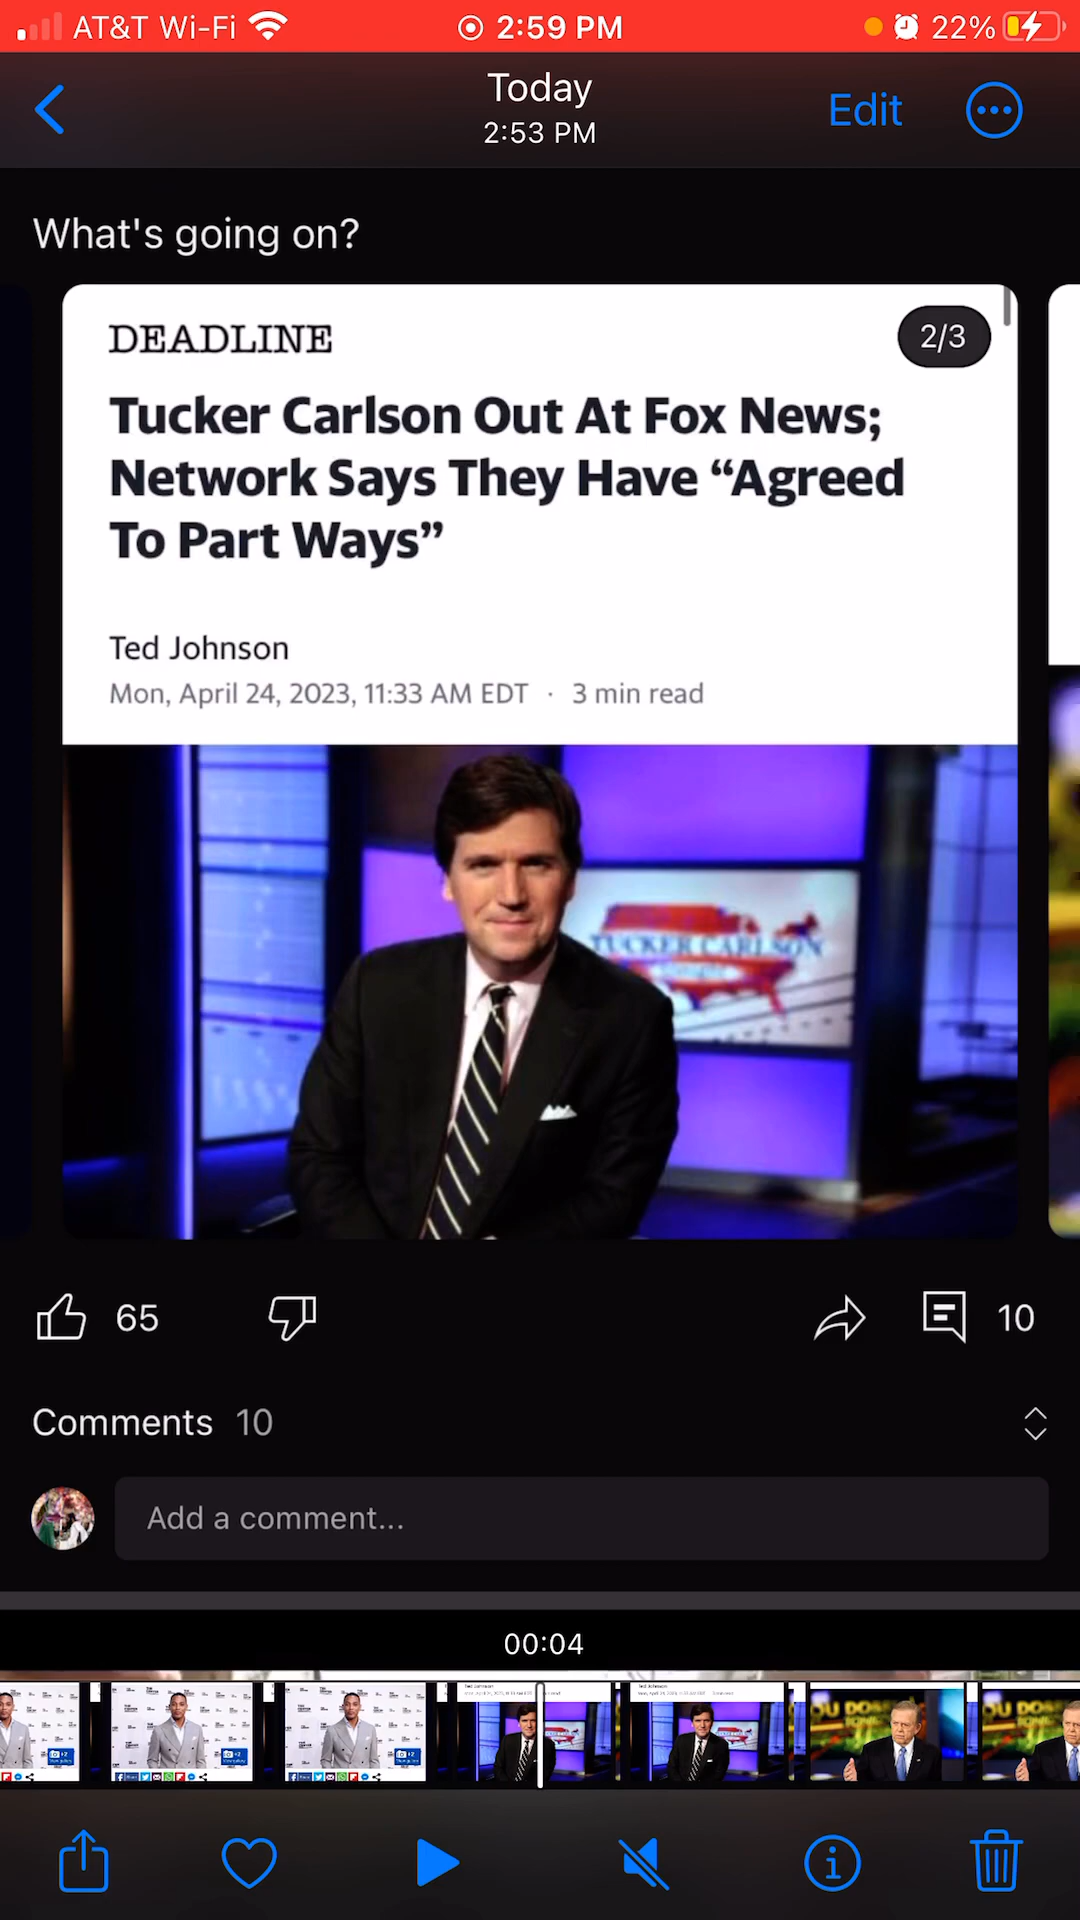 AT&T Wi-Fi 2:59 PM 22%
Today
2:53 PM
Edit
What's going on?
DEADLINE
2/3
Tucker Carlson Out At Fox News;
Network Says They Have “Agreed
To Part Ways”
Ted Johnson
Mon, April 24, 2023, 11:33 AM EDT · 3 min read
TUCKER CARLSON
65
10
Comments 10
Add a comment...
00:04